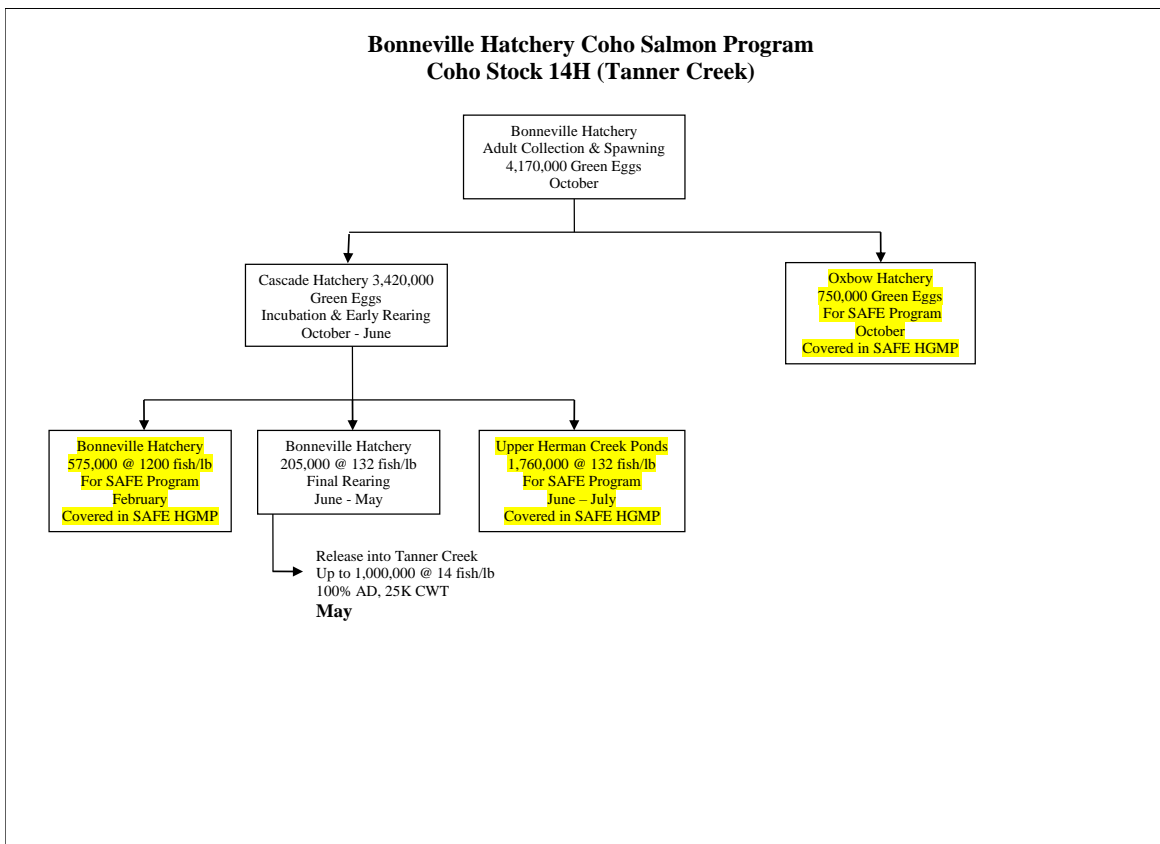 Bonneville Hatchery Coho Salmon Program
Coho Stock 14H (Tanner Creek)
Bonneville Hatchery
Adult Collection & Spawning
4,170,000 Green Eggs
October
Cascade Hatchery 3,420,000
Green Eggs
Incubation & Early Rearing
October - June
Oxbow Hatchery
750,000 Green Eggs
For SAFE Program
October
Covered in SAFE HGMP
Bonneville Hatchery
575,000 @ 1200 fish/lb
For SAFE Program
February
Covered in SAFE HGMP
Bonneville Hatchery
205,000 @ 132 fish/lb
Final Rearing
June - May
Upper Herman Creek Ponds
1,760,000 @ 132 fish/lb
For SAFE Program
June – July
Covered in SAFE HGMP
Release into Tanner Creek
Up to 1,000,000 @ 14 fish/lb
100% AD, 25K CWT
May